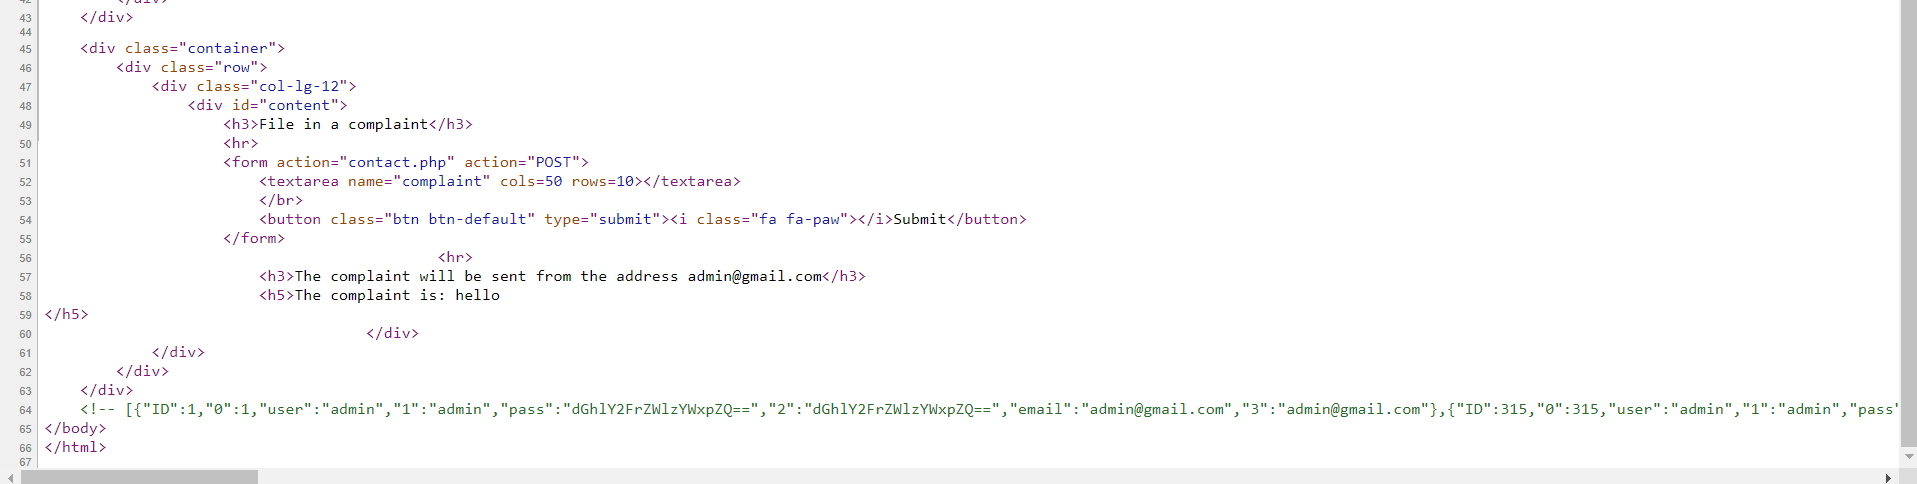 43 </div>
44
45 <div class="container">
46 <div class="row">
47 <div class="col-lg-12">
48 <div id="content">
49 <h3>File in a complaint</h3>
50 <hr>
51 <form action="contact.php" action="POST">
52 <textarea name="complaint" cols=50 rows=10></textarea>
53 </br>
54 <button class="btn btn-default" type="submit"><i class="fa fa-paw"></i>Submit</button>
55 </form>
56 <hr>
57 <h3>The complaint will be sent from the address admin@gmail.com</h3>
58 <h5>The complaint is: hello
59 </h5>
60 </div>
61 </div>
62 </div>
63 </div>
64 <!-- [{"ID":1,"0":1,"user":"admin","1":"admin","pass":"dGhlY2FrZWlzYWxpZQ==","2":"dGhlY2FrZWlzYWxpZQ==","email":"admin@gmail.com","3":"admin@gmail.com"},{"ID":315,"0":315,"user":"admin","1":"admin","pass"
65 </body>
66 </html>
67